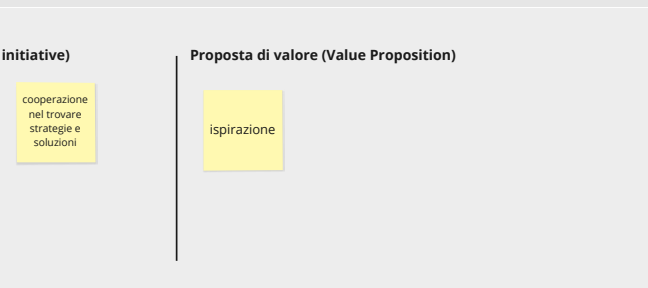 initiative)
Proposta di valore (Value Proposition)
cooperazione
nel trovare
strategie e
soluzioni
ispirazione